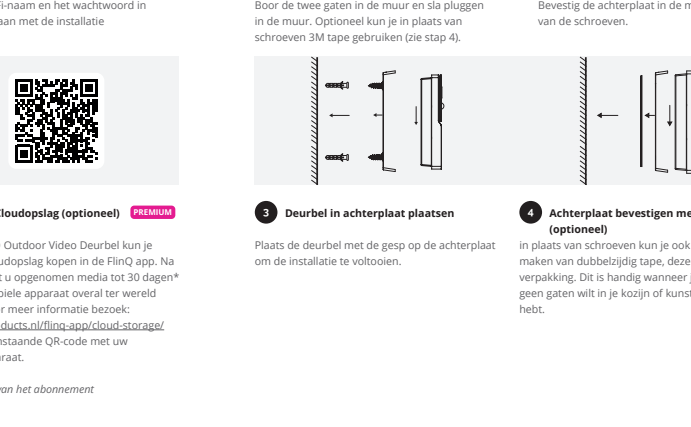 Fi-naam en het wachtwoord in
aan met de installatie
Cloudopslag (optioneel) PREMIUM
Outdoor Video Deurbel kun je
udopslag kopen in de FlinQ app. Na
t u opgenomen media tot 30 dagen*
biele apparaat overal ter wereld
r meer informatie bezoek:
ducts.nl/flinq-app/cloud-storage/
nstaande QR-code met uw
araat.
van het abonnement
Boor de twee gaten in de muur en sla pluggen
in de muur. Optioneel kun je in plaats van
schroeven 3M tape gebruiken (zie stap 4).
3 Deurbel in achterplaat plaatsen
Plaats de deurbel met de gesp op de achterplaat
om de installatie te voltooien.
Bevestig de achterplaat in de m
van de schroeven.
4 Achterplaat bevestigen me
(optioneel)
in plaats van schroeven kun je ook
maken van dubbelzijdig tape, deze
verpakking. Dit is handig wanneer j
geen gaten wilt in je kozijn of kunst
hebt.